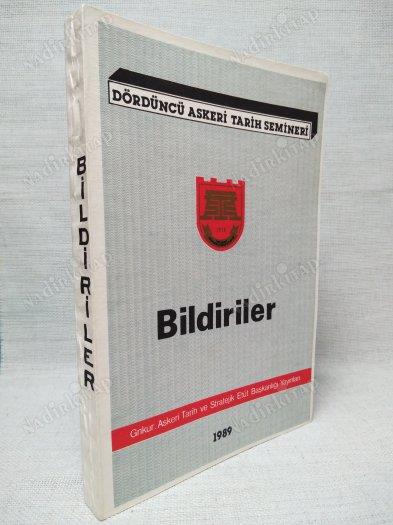 DÖRDÜNCÜ ASKERİ TARİH SEMİNERİ
Bildiriler
Gnkur. Askeri Tarih ve Stratejik Etüt Başkanlığı Yayınları
1989
BİLDİRİLER
nadirkitap